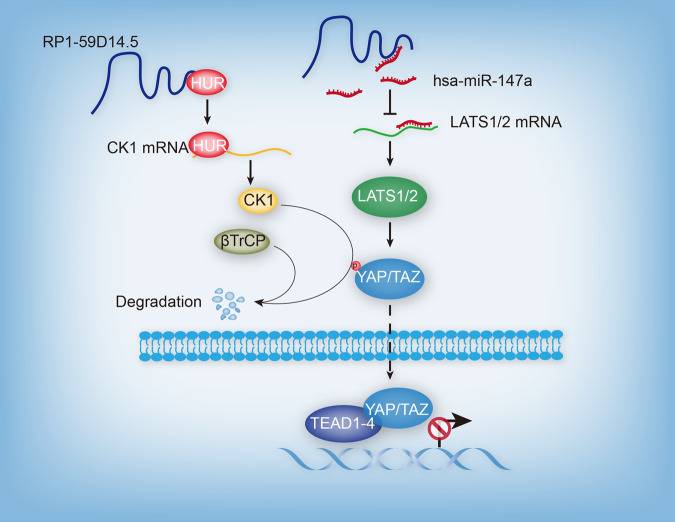 RP1-59D14.5
HUR
hsa-miR-147a
CK1 mRNA
HUR
LATS1/2 mRNA
CK1
LATS1/2
βTrCP
P
YAP/TAZ
Degradation
YAP/TAZ
TEAD1-4